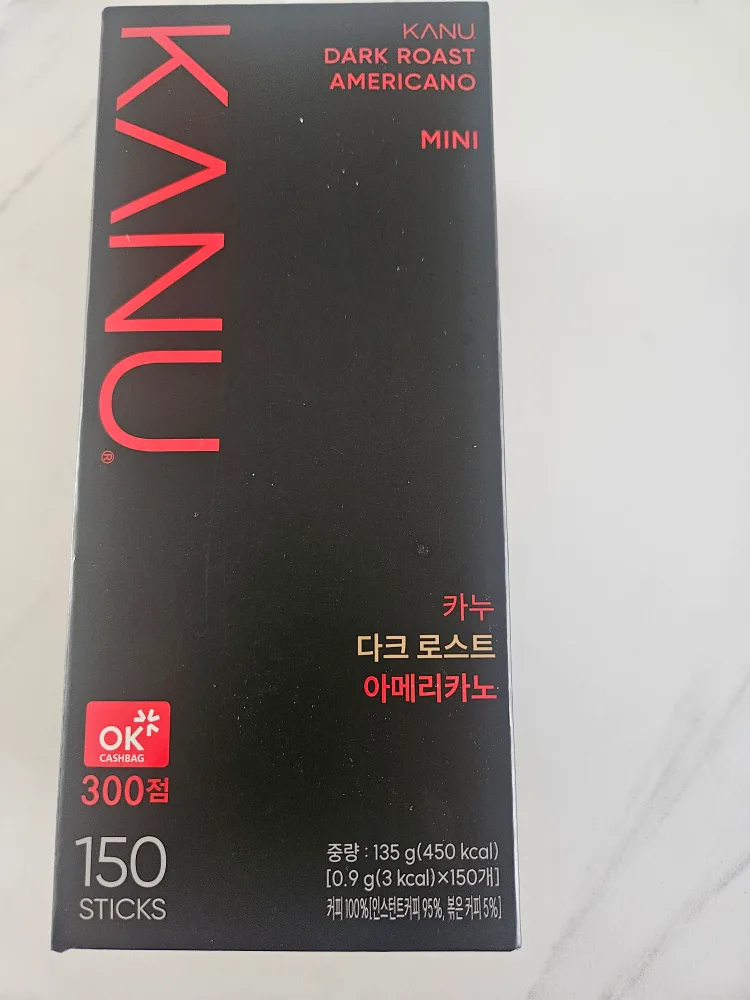 KANU®
KANU
DARK ROAST
AMERICANO
MINI
카누
다크 로스트
아메리카노
OK
CASHBAG
300점
150
STICKS
중량 : 135 g(450 kcal)
[0.9 g(3 kcal)×150개]
커피 100%[인스턴트커피 95%, 볶은 커피 5%]